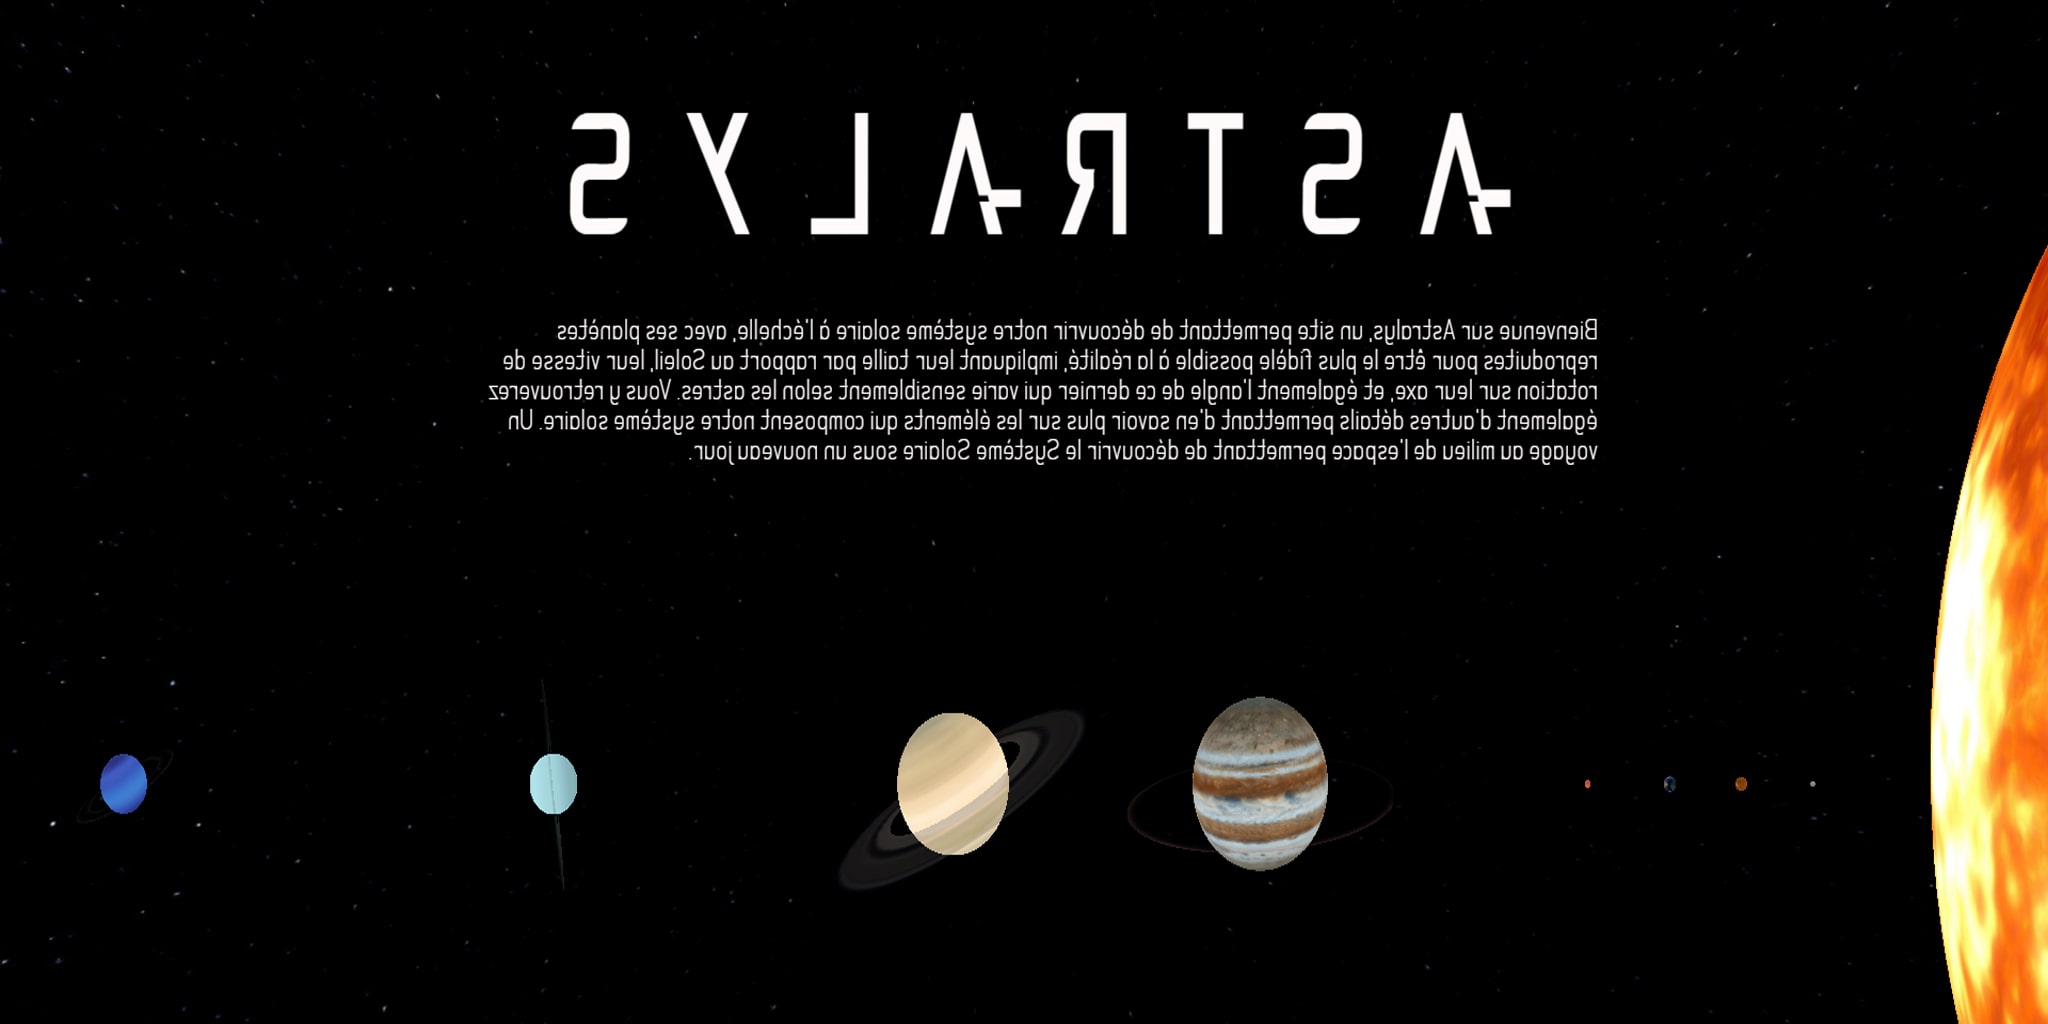 ASTRALYS
Bienvenue sur Astralys, un site permettant de découvrir notre système solaire à l'échelle, avec ses planètes
reproduites pour être le plus fidèle possible à la réalité, impliquant leur taille par rapport au Soleil, leur vitesse de
rotation sur leur axe, et également l'angle de ce dernier qui varie sensiblement selon les astres. Vous y retrouverez
également d'autres détails permettant d'en savoir plus sur les éléments qui composent notre système solaire. Un
voyage au milieu de l'espace permettant de découvrir le Système Solaire sous un nouveau jour.